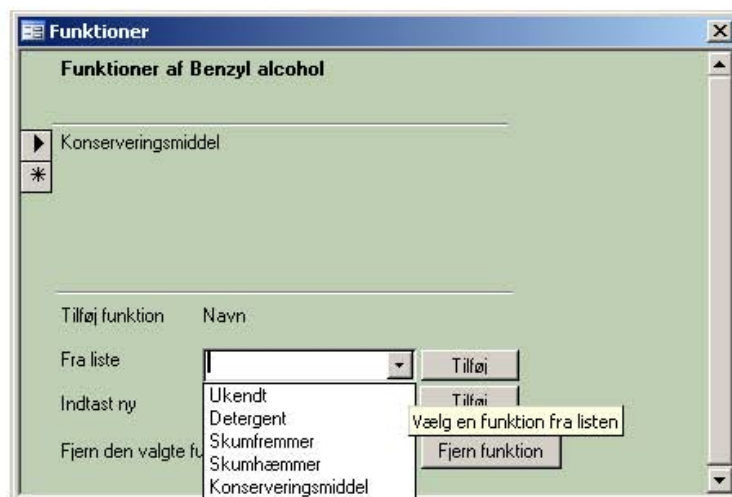 Funktioner
Funktioner af Benzyl alcohol
Konserveringsmiddel
Tilføj funktion Navn
Fra liste Tilføj
Indtast ny Tilføj
Vælg en funktion fra listen
Fjern den valgte fu Fjern funktion
Ukendt
Detergent
Skumfremmer
Skumhæmmer
Konserveringsmiddel